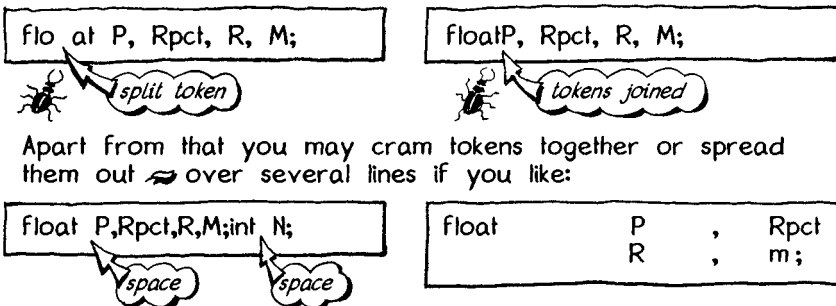 flo at P, Rpct, R, M;
split token
floatP, Rpct, R, M;
tokens joined
Apart from that you may cram tokens together or spread
them out over several lines if you like:
float P,Rpct,R,M;int N;
space
space
float P , Rpct
R , m;